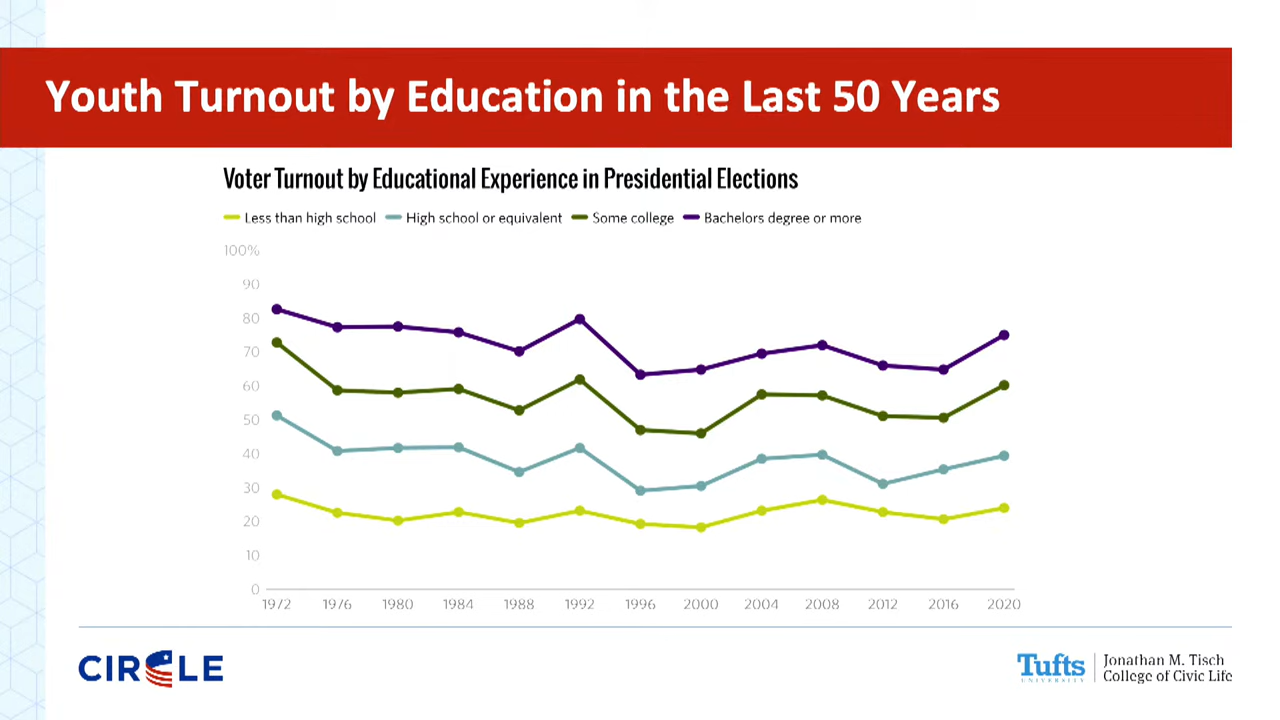 Youth Turnout by Education in the Last 50 Years
Voter Turnout by Educational Experience in Presidential Elections
Less than high school High school or equivalent Some college Bachelors degree or more
100%
90
80
70
60
50
40
30
20
10
0
1972 1976 1980 1984 1988 1992 1996 2000 2004 2008 2012 2016 2020
CIRCLE
Tufts
UNIVERSITY
Jonathan M. Tisch
College of Civic Life